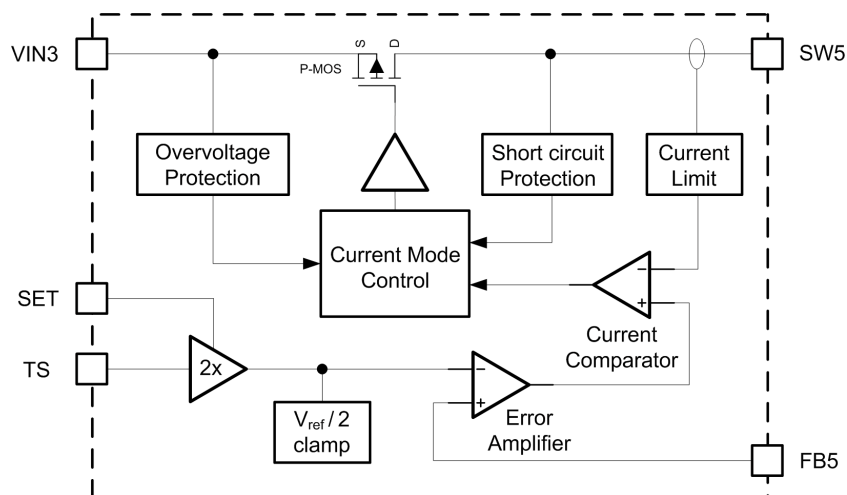 VIN3
S
D
SW5
P-MOS
Overvoltage
Protection
Short circuit
Protection
Current
Limit
Current Mode
Control
−
+
Current
Comparator
SET
TS
2x
−
+
Error
Amplifier
Vref / 2
clamp
FB5